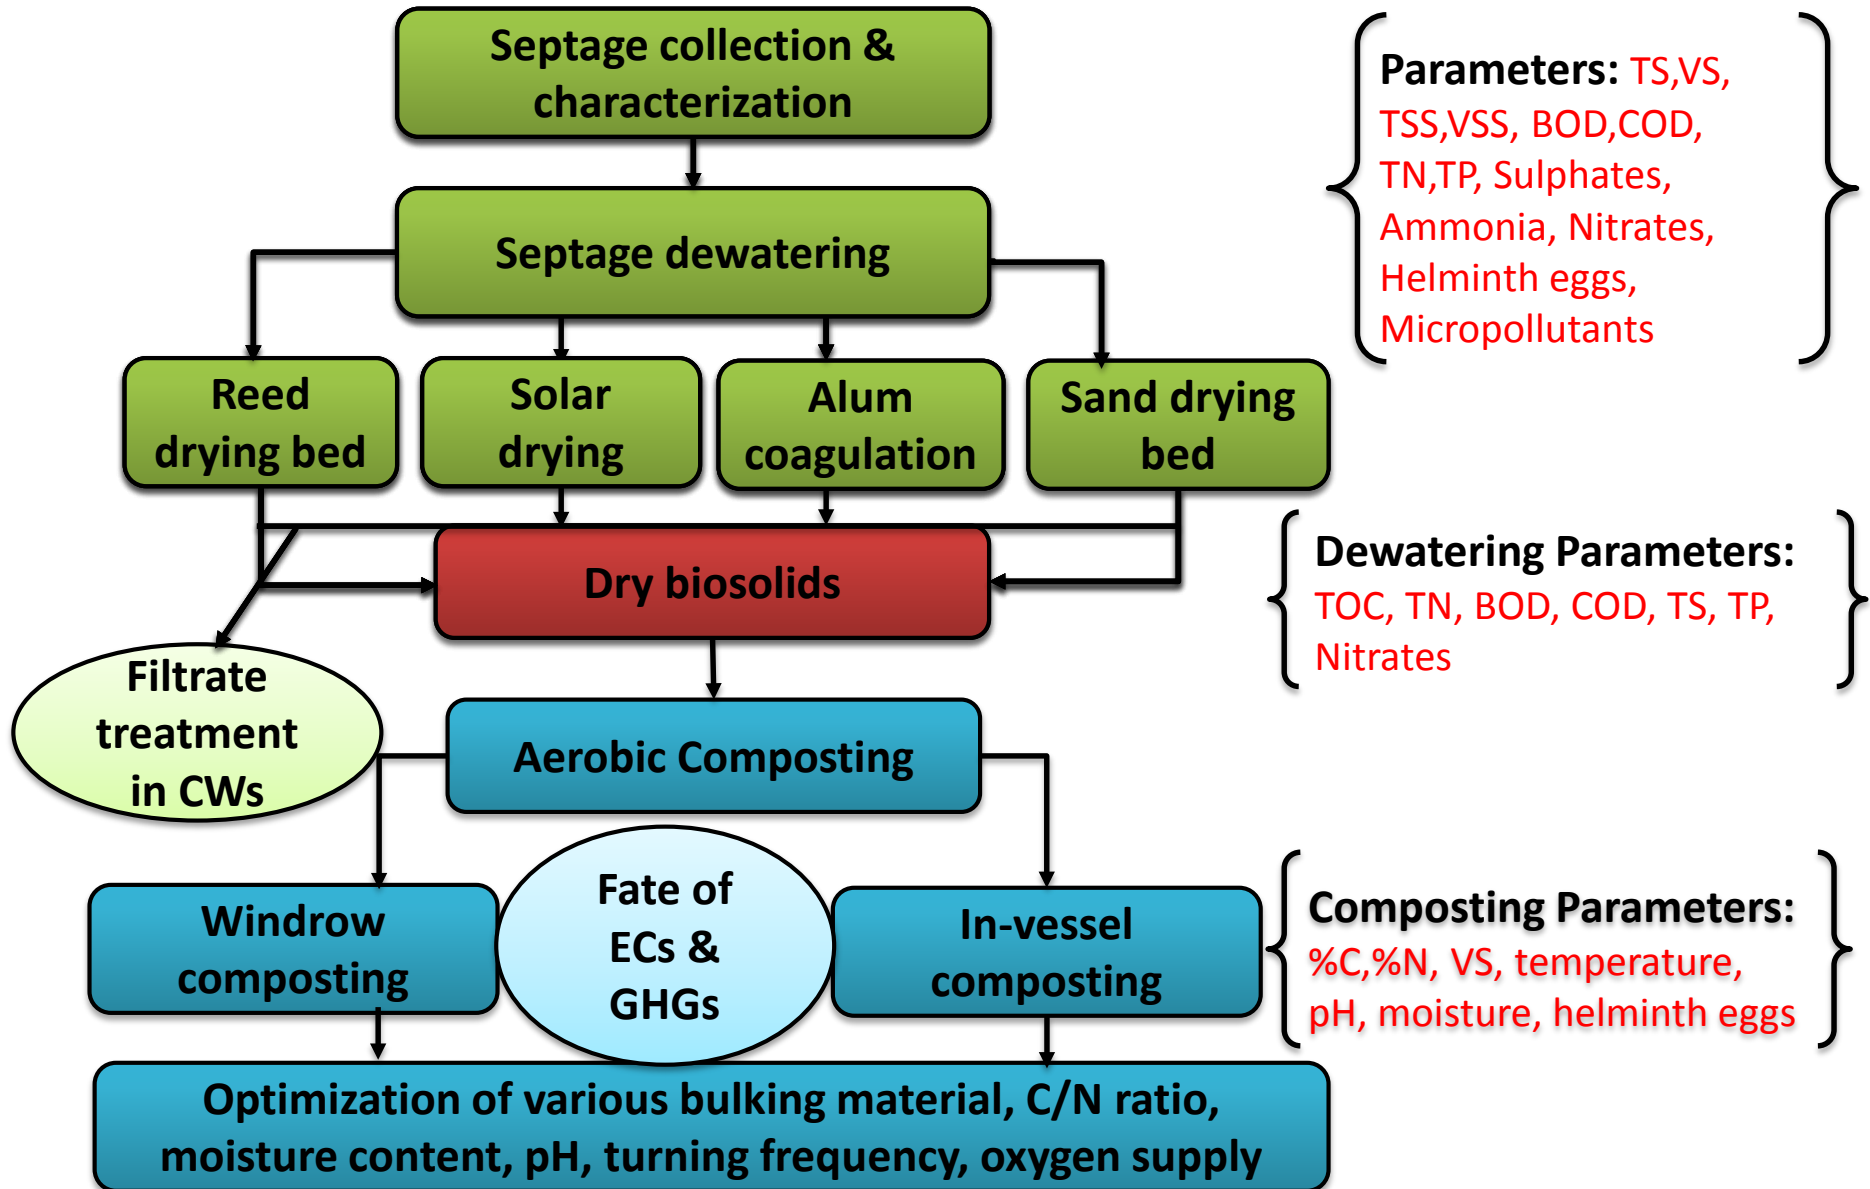 Septage collection &
characterization
Parameters: TS,VS,
TSS,VSS, BOD,COD,
TN,TP, Sulphates,
Ammonia, Nitrates,
Helminth eggs,
Micropollutants
Septage dewatering
Reed
drying bed
Solar
drying
Alum
coagulation
Sand drying
bed
Dewatering Parameters:
TOC, TN, BOD, COD, TS, TP,
Nitrates
Dry biosolids
Filtrate
treatment
in CWs
Aerobic Composting
Windrow
composting
Fate of
ECs &
GHGs
In-vessel
composting
Composting Parameters:
%C,%N, VS, temperature,
pH, moisture, helminth eggs
Optimization of various bulking material, C/N ratio,
moisture content, pH, turning frequency, oxygen supply